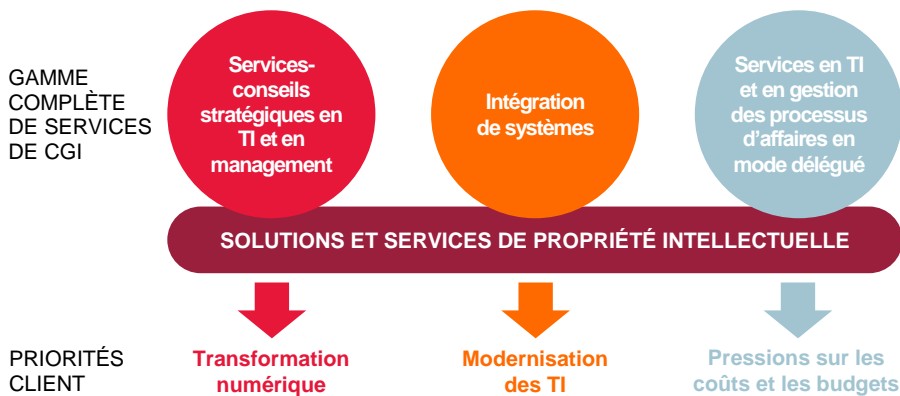 GAMME
COMPLÈTE
DE SERVICES
DE CGI
Services-
conseils
stratégiques en
TI et en
management
Intégration
de systèmes
Services en TI
et en gestion
des processus
d'affaires en
mode délégué
SOLUTIONS ET SERVICES DE PROPRIÉTÉ INTELLECTUELLE
PRIORITÉS
CLIENT
Transformation
numérique
Modernisation
des TI
Pressions sur les
coûts et les budgets